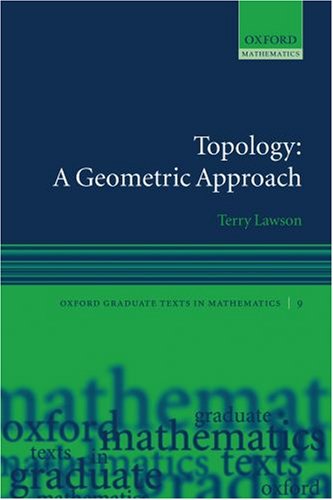 OXFORD
MATHEMATICS
Topology:
A Geometric Approach
Terry Lawson
OXFORD GRADUATE TEXTS IN MATHEMATICS | 9
mathemat
oxford graduate
mathematics
texts in
graduate
mathemat
texts
oxford